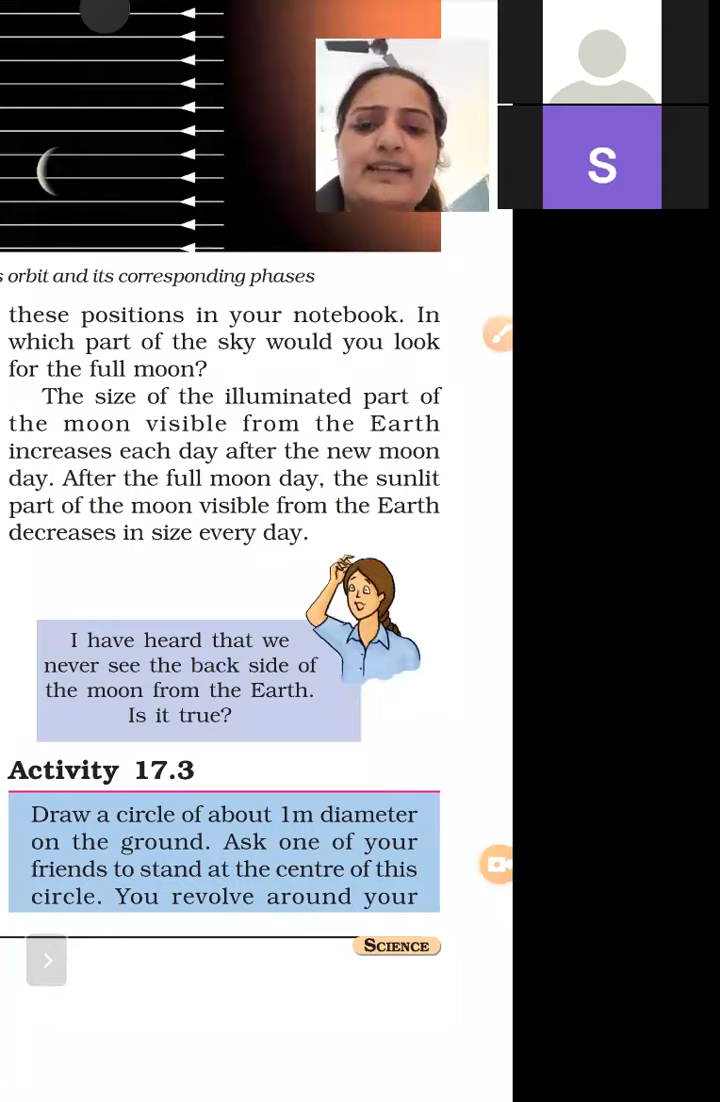 S
s orbit and its corresponding phases
these positions in your notebook. In
which part of the sky would you look
for the full moon?
The size of the illuminated part of
the moon visible from the Earth
increases each day after the new moon
day. After the full moon day, the sunlit
part of the moon visible from the Earth
decreases in size every day.
I have heard that we
never see the back side of
the moon from the Earth.
Is it true?
Activity 17.3
Draw a circle of about 1m diameter
on the ground. Ask one of your
friends to stand at the centre of this
circle. You revolve around your
SCIENCE